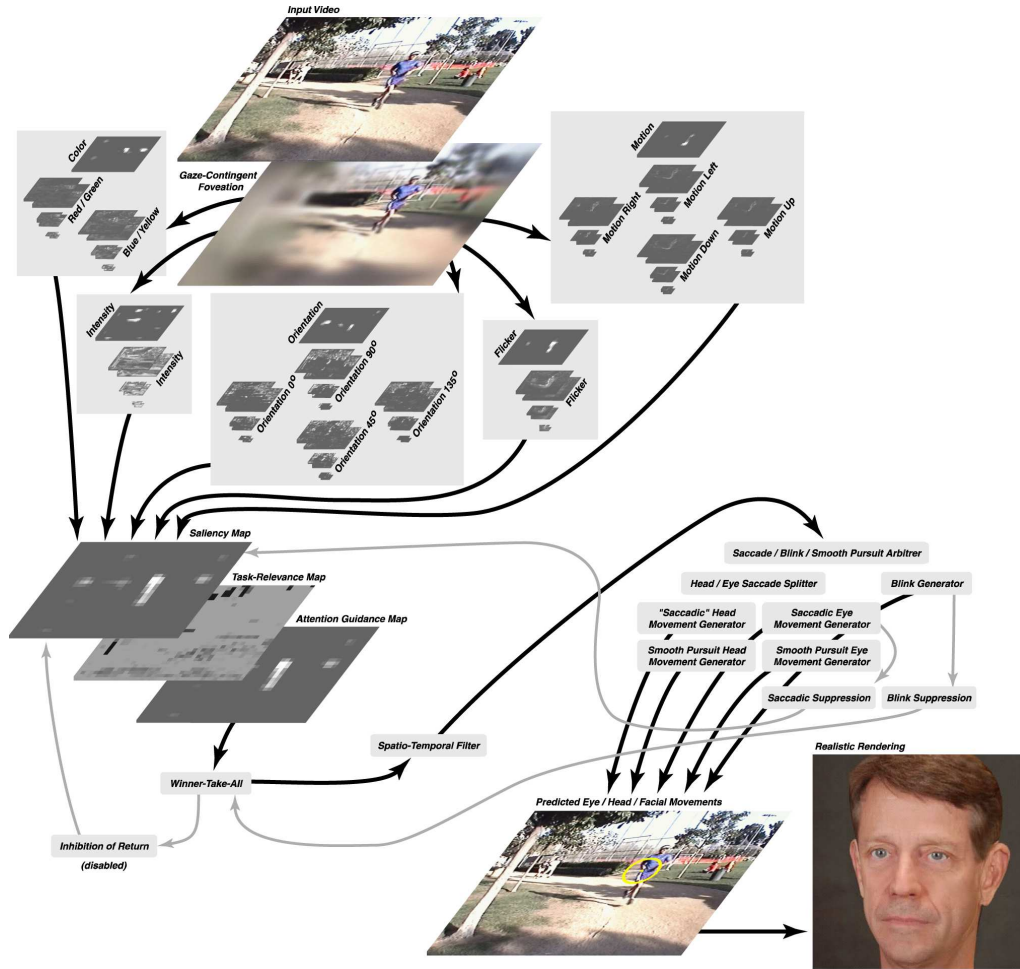 Input Video
Gaze-Contingent
Foveation
Color
Red / Green
Blue / Yellow
Motion
Motion Left
Motion Right
Motion Up
Motion Down
Intensity
Intensity
Orientation
Orientation 90°
Orientation 0°
Orientation 135°
Orientation 45°
Flicker
Flicker
Saliency Map
Task-Relevance Map
Attention Guidance Map
Saccade / Blink / Smooth Pursuit Arbitrer
Head / Eye Saccade Splitter
Blink Generator
"Saccadic" Head
Movement Generator
Saccadic Eye
Movement Generator
Smooth Pursuit Head
Movement Generator
Smooth Pursuit Eye
Movement Generator
Saccadic Suppression
Blink Suppression
Spatio-Temporal Filter
Winner-Take-All
Inhibition of Return
(disabled)
Predicted Eye / Head / Facial Movements
Realistic Rendering